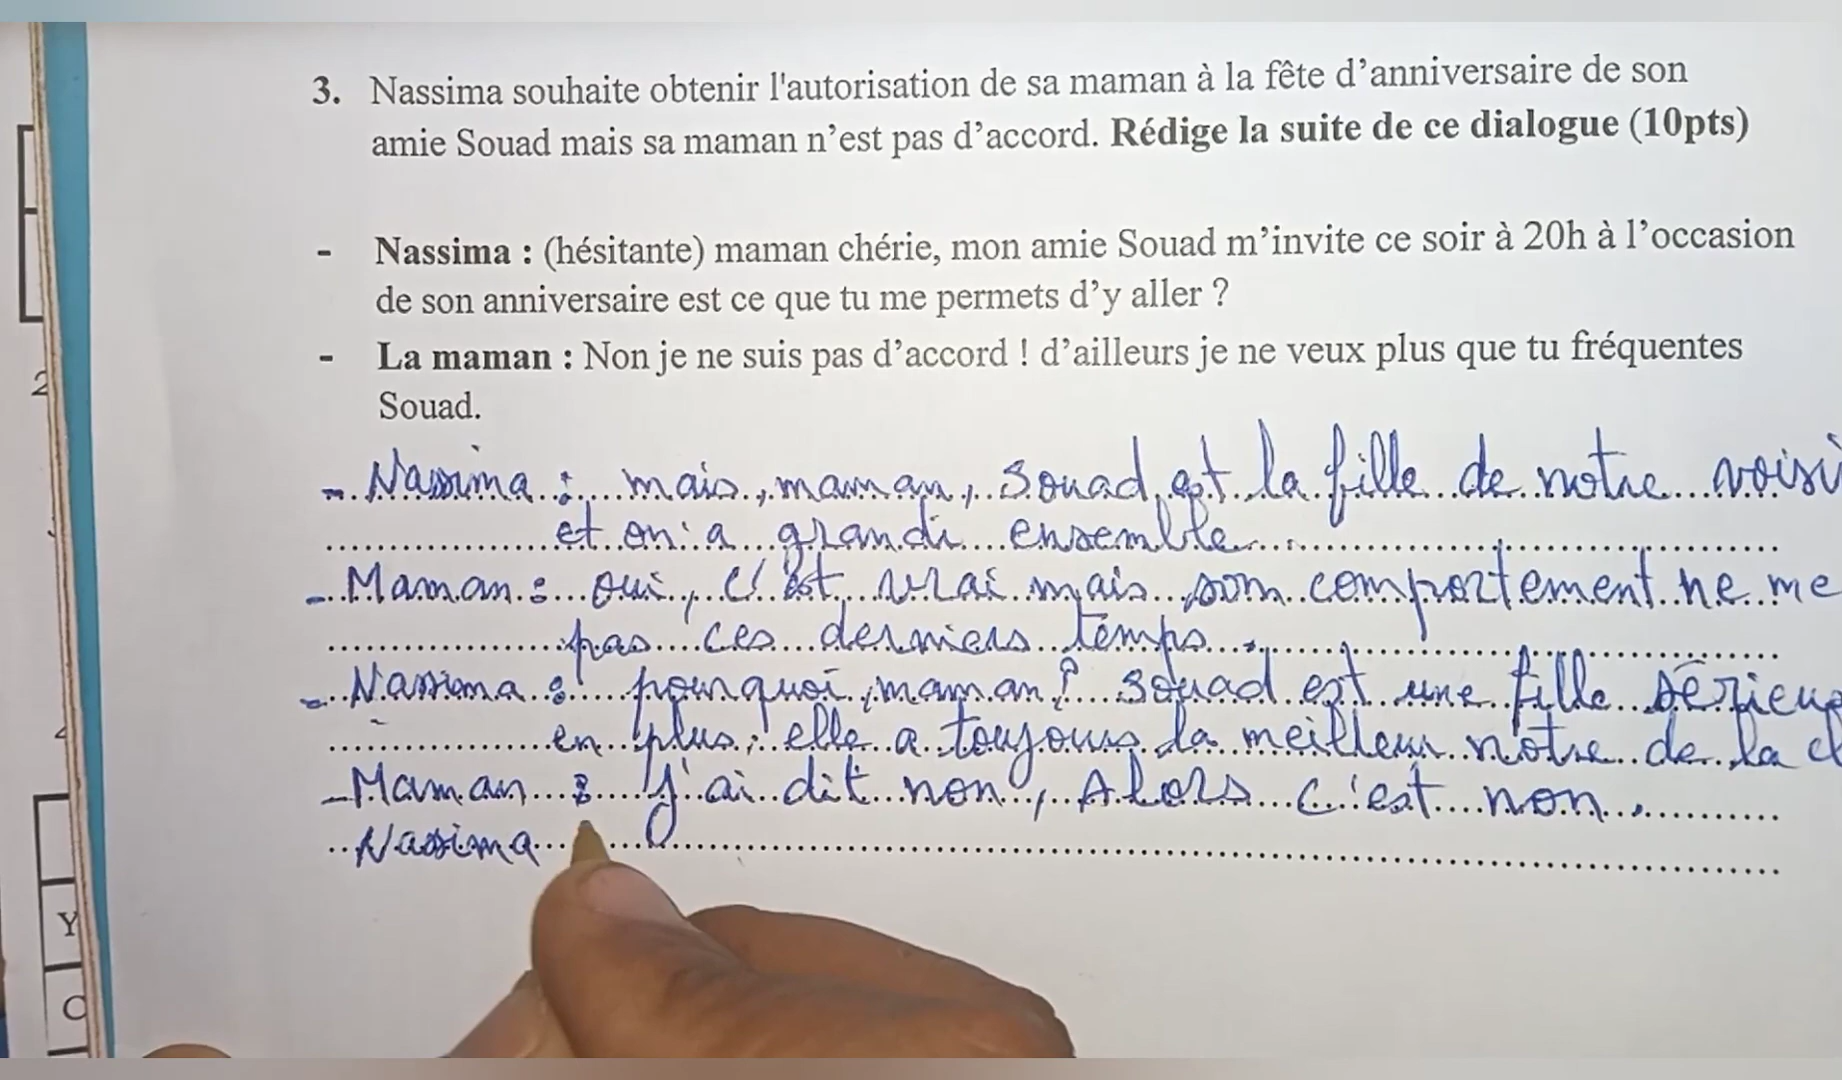 3. Nassima souhaite obtenir l'autorisation de sa maman à la fête d'anniversaire de son
amie Souad mais sa maman n'est pas d'accord. Rédige la suite de ce dialogue (10pts)
- Nassima : (hésitante) maman chérie, mon amie Souad m'invite ce soir à 20h à l'occasion
de son anniversaire est ce que tu me permets d'y aller ?
- La maman : Non je ne suis pas d'accord ! d'ailleurs je ne veux plus que tu fréquentes
Souad.
- Nassima : mais, maman, Souad est la fille de notre voisi
et on a grandi ensemble.
- Maman : oui, c'est vrai mais son comportement ne me
pas ces derniers temps.
- Nassima : pourquoi, maman ? Souad est une fille sérieus
en plus, elle a toujours la meilleur notre de la cl
- Maman : J'ai dit non, Alors c'est non.
Nassima
2
Y
C